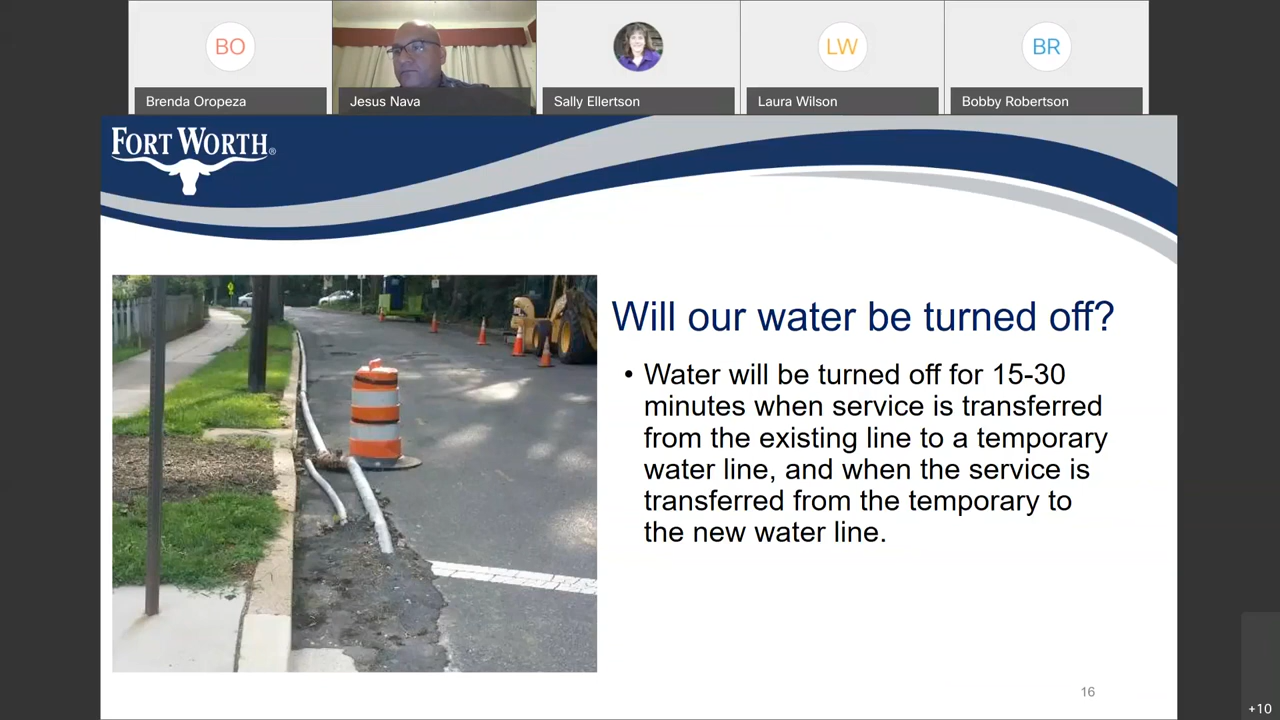 BO
LW
BR
Brenda Oropeza
Jesus Nava
Sally Ellertson
Laura Wilson
Bobby Robertson
FORT WORTH®
Will our water be turned off?
• Water will be turned off for 15-30
minutes when service is transferred
from the existing line to a temporary
water line, and when the service is
transferred from the temporary to
the new water line.
16
+10